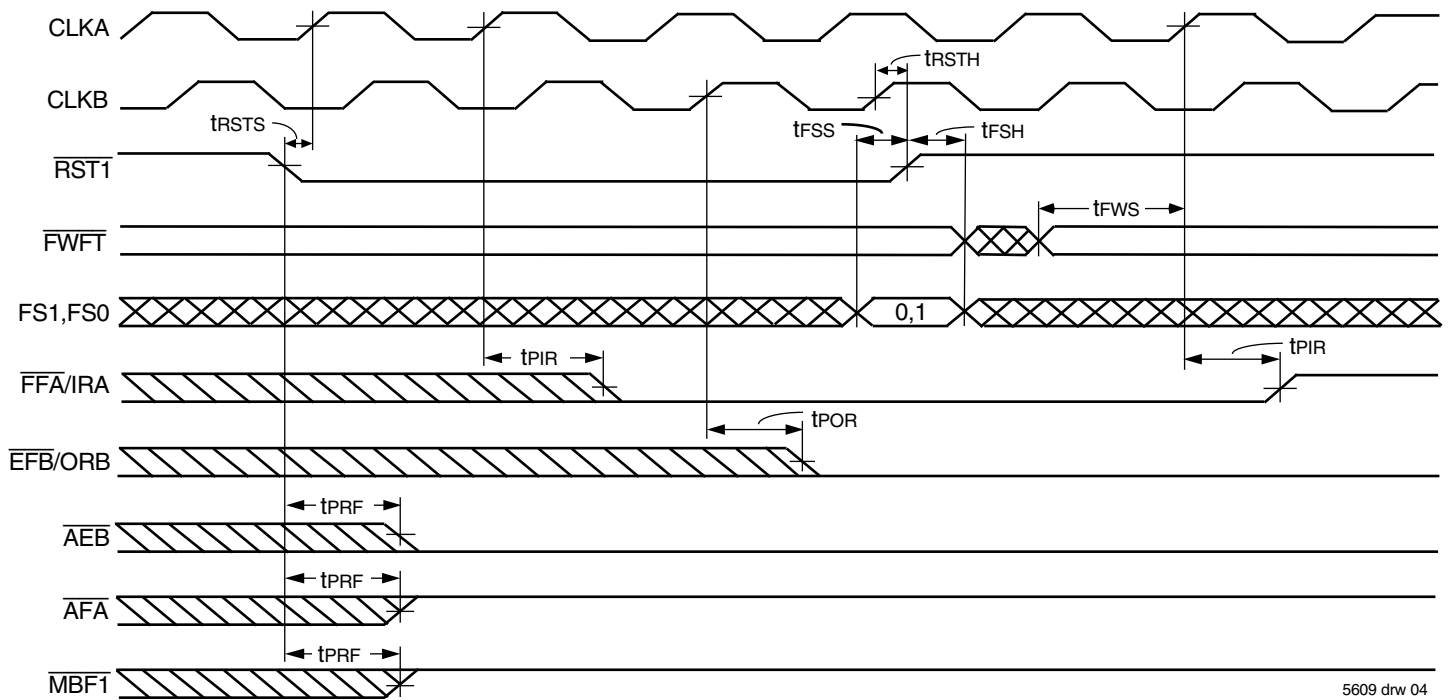 CLKA
tRSTH
CLKB
tRSTS
tFSS
tFSH
RST1
tFWS
FWFT
FS1,FS0
0,1
tPIR
tPIR
FFA/IRA
tPOR
EFB/ORB
tPRF
AEB
tPRF
AFA
tPRF
MBF1
5609 drw 04